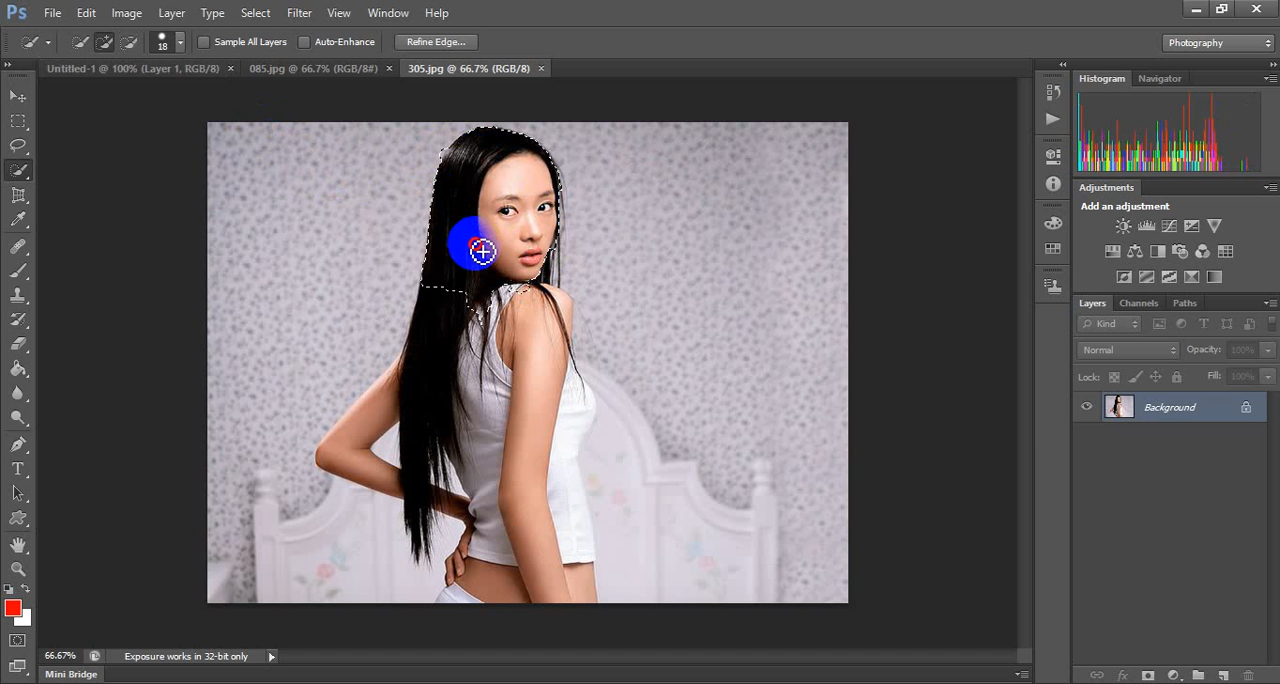 Ps File Edit Image Layer Type Select Filter View Window Help
18 Sample All Layers Auto-Enhance Refine Edge... Photography
Untitled-1 @ 100% (Layer 1, RGB/8) × 085.jpg @ 66.7% (RGB/8#) × 305.jpg @ 66.7% (RGB/8) ×
Histogram Navigator
Adjustments
Add an adjustment
Layers Channels Paths
Kind
Normal Opacity: 100%
Lock: Fill: 100%
Background
66.67% Exposure works in 32-bit only
Mini Bridge